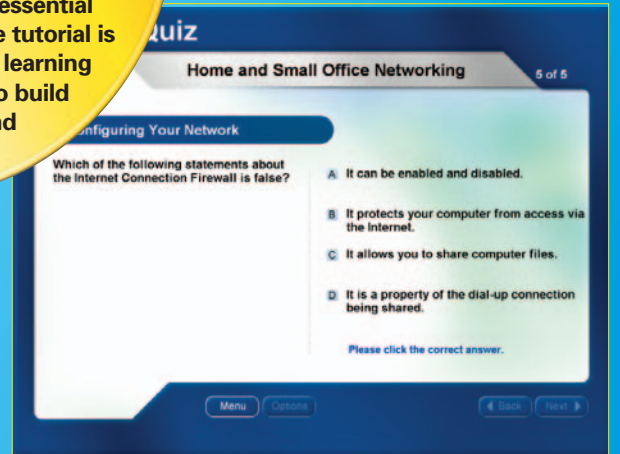 essential
e tutorial is
learning
o build
nd
Quiz
Home and Small Office Networking
5 of 5
onfiguring Your Network
Which of the following statements about
the Internet Connection Firewall is false?
A It can be enabled and disabled.
B It protects your computer from access via
the Internet.
C It allows you to share computer files.
D It is a property of the dial-up connection
being shared.
Please click the correct answer.
Menu Options Back Next